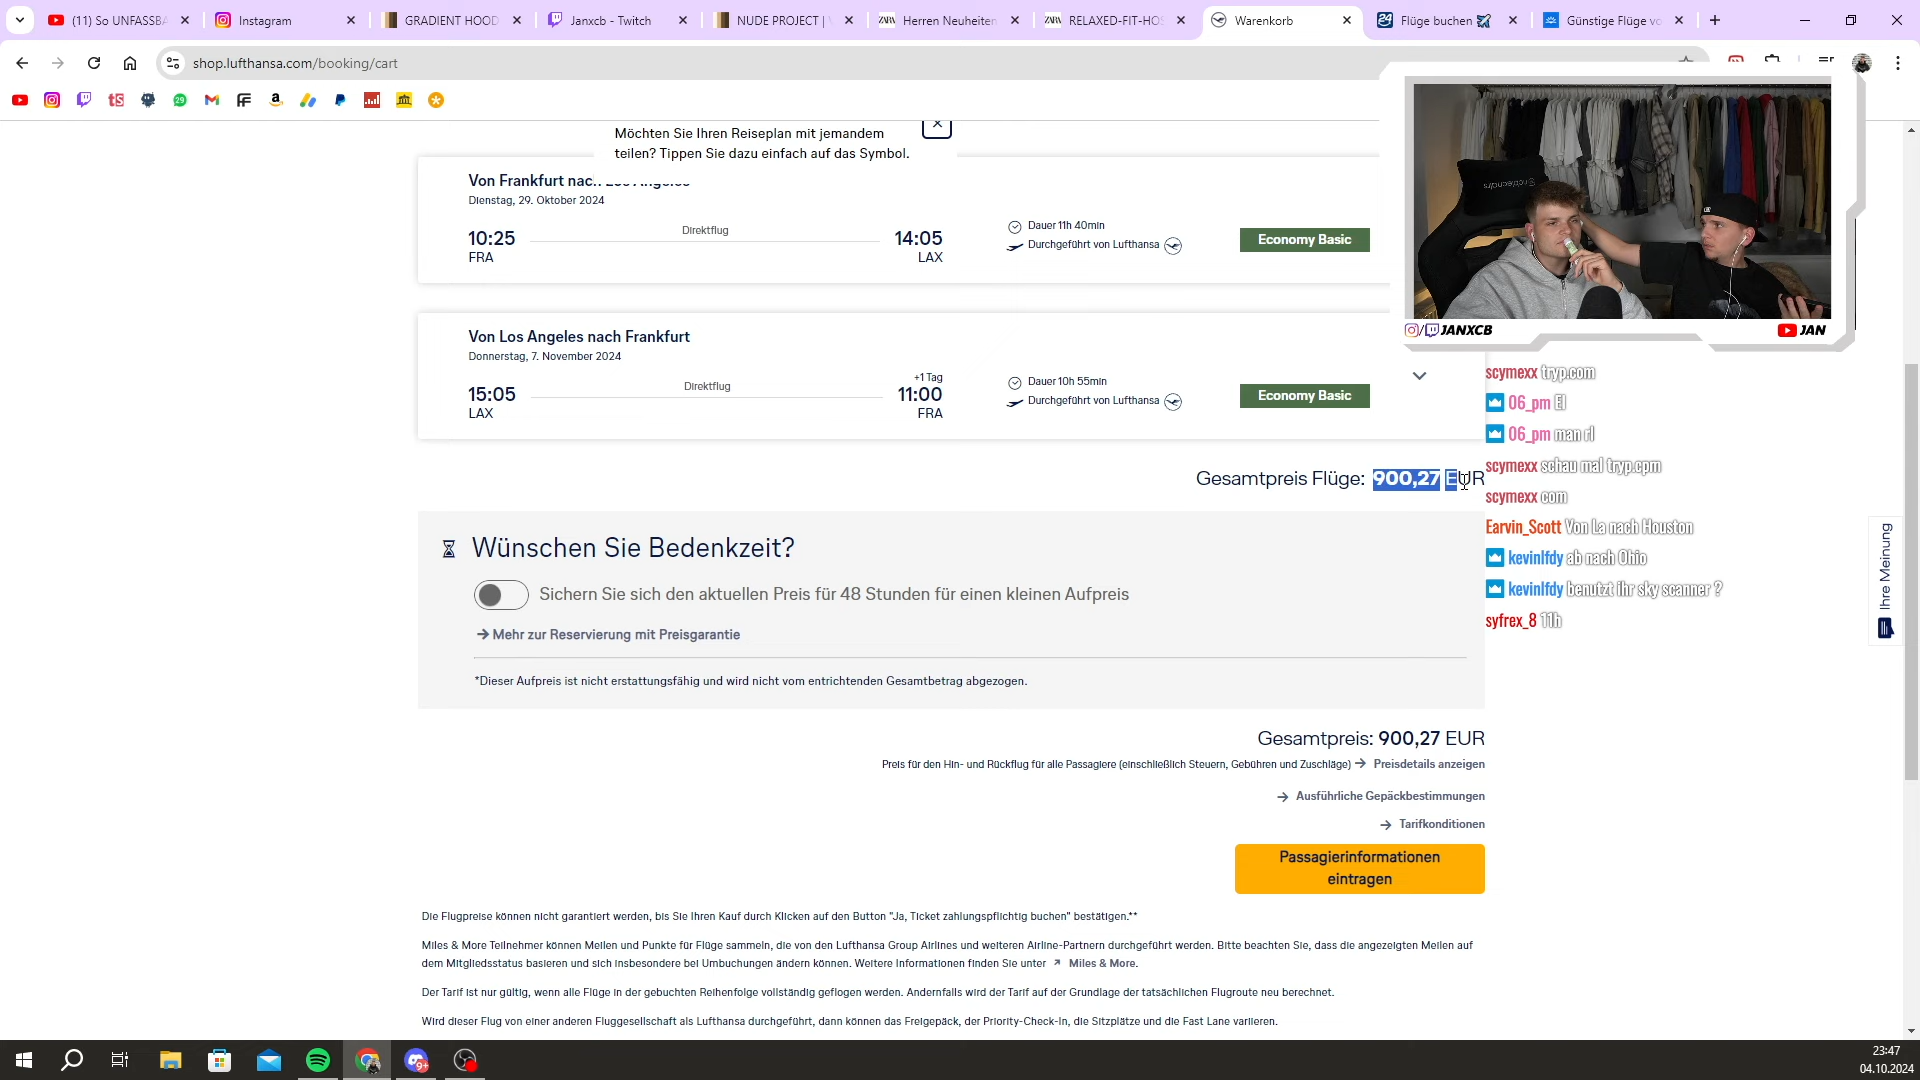 (11) So UNFASSBA
Instagram
GRADIENT HOOD
Janxcb - Twitch
NUDE PROJECT |
Herren Neuheiten
RELAXED-FIT-HOS
Warenkorb
Flüge buchen
Günstige Flüge vo
shop.lufthansa.com/booking/cart
Möchten Sie Ihren Reiseplan mit jemandem
teilen? Tippen Sie dazu einfach auf das Symbol.
Von Frankfurt nach Los Angeles
Dienstag, 29. Oktober 2024
10:25
Direktflug
14:05
FRA
LAX
Dauer 11h 40min
Durchgeführt von Lufthansa
Economy Basic
Von Los Angeles nach Frankfurt
Donnerstag, 7. November 2024
15:05
Direktflug
+1 Tag
11:00
LAX
FRA
Dauer 10h 55min
Durchgeführt von Lufthansa
Economy Basic
Gesamtpreis Flüge: 900,27 EUR
Wünschen Sie Bedenkzeit?
Sichern Sie sich den aktuellen Preis für 48 Stunden für einen kleinen Aufpreis
Mehr zur Reservierung mit Preisgarantie
*Dieser Aufpreis ist nicht erstattungsfähig und wird nicht vom entrichtenden Gesamtbetrag abgezogen.
Gesamtpreis: 900,27 EUR
Preis für den Hin- und Rückflug für alle Passagiere (einschließlich Steuern, Gebühren und Zuschläge) → Preisdetails anzeigen
→ Ausführliche Gepäckbestimmungen
→ Tarifkonditionen
Passagierinformationen
eintragen
Die Flugpreise können nicht garantiert werden, bis Sie Ihren Kauf durch Klicken auf den Button "Ja, Ticket zahlungspflichtig buchen" bestätigen.**
Miles & More Teilnehmer können Meilen und Punkte für Flüge sammeln, die von den Lufthansa Group Airlines und weiteren Airline-Partnern durchgeführt werden. Bitte beachten Sie, dass die angezeigten Meilen auf
dem Mitgliedsstatus basieren und sich insbesondere bei Umbuchungen ändern können. Weitere Informationen finden Sie unter Miles & More.
Der Tarif ist nur gültig, wenn alle Flüge in der gebuchten Reihenfolge vollständig geflogen werden. Andernfalls wird der Tarif auf der Grundlage der tatsächlichen Flugroute neu berechnet.
Wird dieser Flug von einer anderen Fluggesellschaft als Lufthansa durchgeführt, dann können das Freigepäck, der Priority-Check-In, die Sitzplätze und die Fast Lane variieren.
/JANXCB
JAN
scymexx tryp.com
06_pm El
06_pm man rl
scymexx schau mal tryp.cpm
scymexx com
Earvin_Scott Von La nach Houston
kevinlfdy ab nach Ohio
kevinlfdy benutzt ihr sky scanner ?
syfrex_8 11h
Ihre Meinung
23:47
04.10.2024